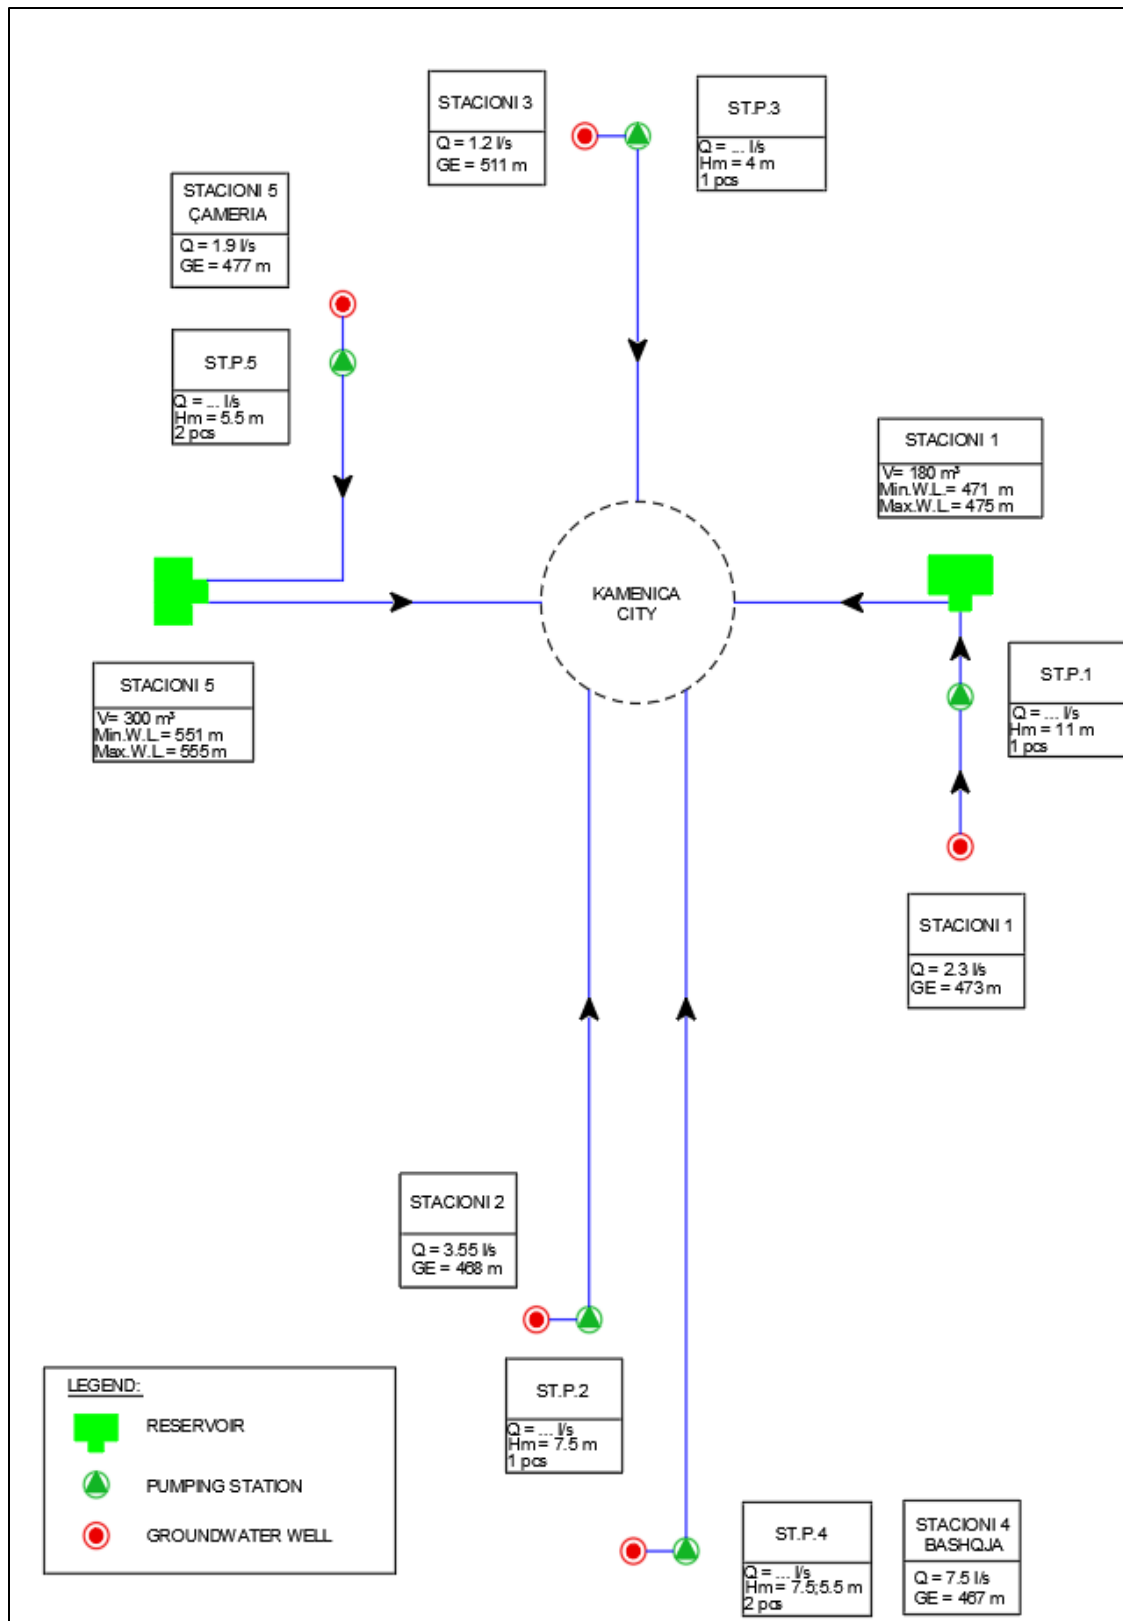 STACIONI 3
Q = 1.2 l/s
GE = 511 m
ST.P.3
Q = ... l/s
Hm = 4 m
1 pcs
STACIONI 5
ÇAMERIA
Q = 1.9 l/s
GE = 477 m
ST.P.5
Q = ... l/s
Hm = 5.5 m
2 pcs
STACIONI 1
V= 180 m³
Min.W.L.= 471 m
Max.W.L.= 475 m
KAMENICA
CITY
STACIONI 5
V= 300 m³
Min.W.L.= 551 m
Max.W.L.= 555 m
ST.P.1
Q = ... l/s
Hm = 11 m
1 pcs
STACIONI 1
Q = 2.3 l/s
GE = 473 m
STACIONI 2
Q = 3.55 l/s
GE = 468 m
ST.P.2
Q = ... l/s
Hm = 7.5 m
1 pcs
LEGEND:
RESERVOIR
PUMPING STATION
GROUNDWATER WELL
ST.P.4
Q = ... l/s
Hm = 7.5;5.5 m
2 pcs
STACIONI 4
BASHQJA
Q = 7.5 l/s
GE = 467 m